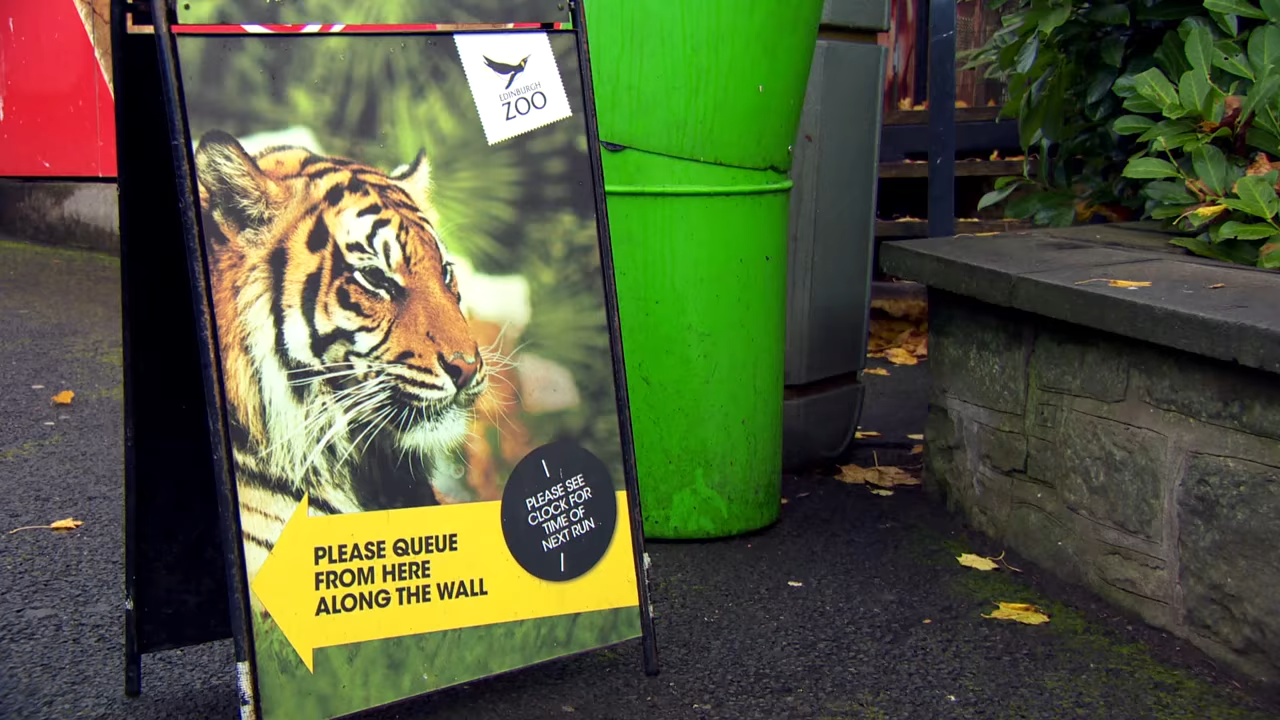 EDINBURGH
ZOO
PLEASE SEE
CLOCK FOR
TIME OF
NEXT RUN
PLEASE QUEUE
FROM HERE
ALONG THE WALL